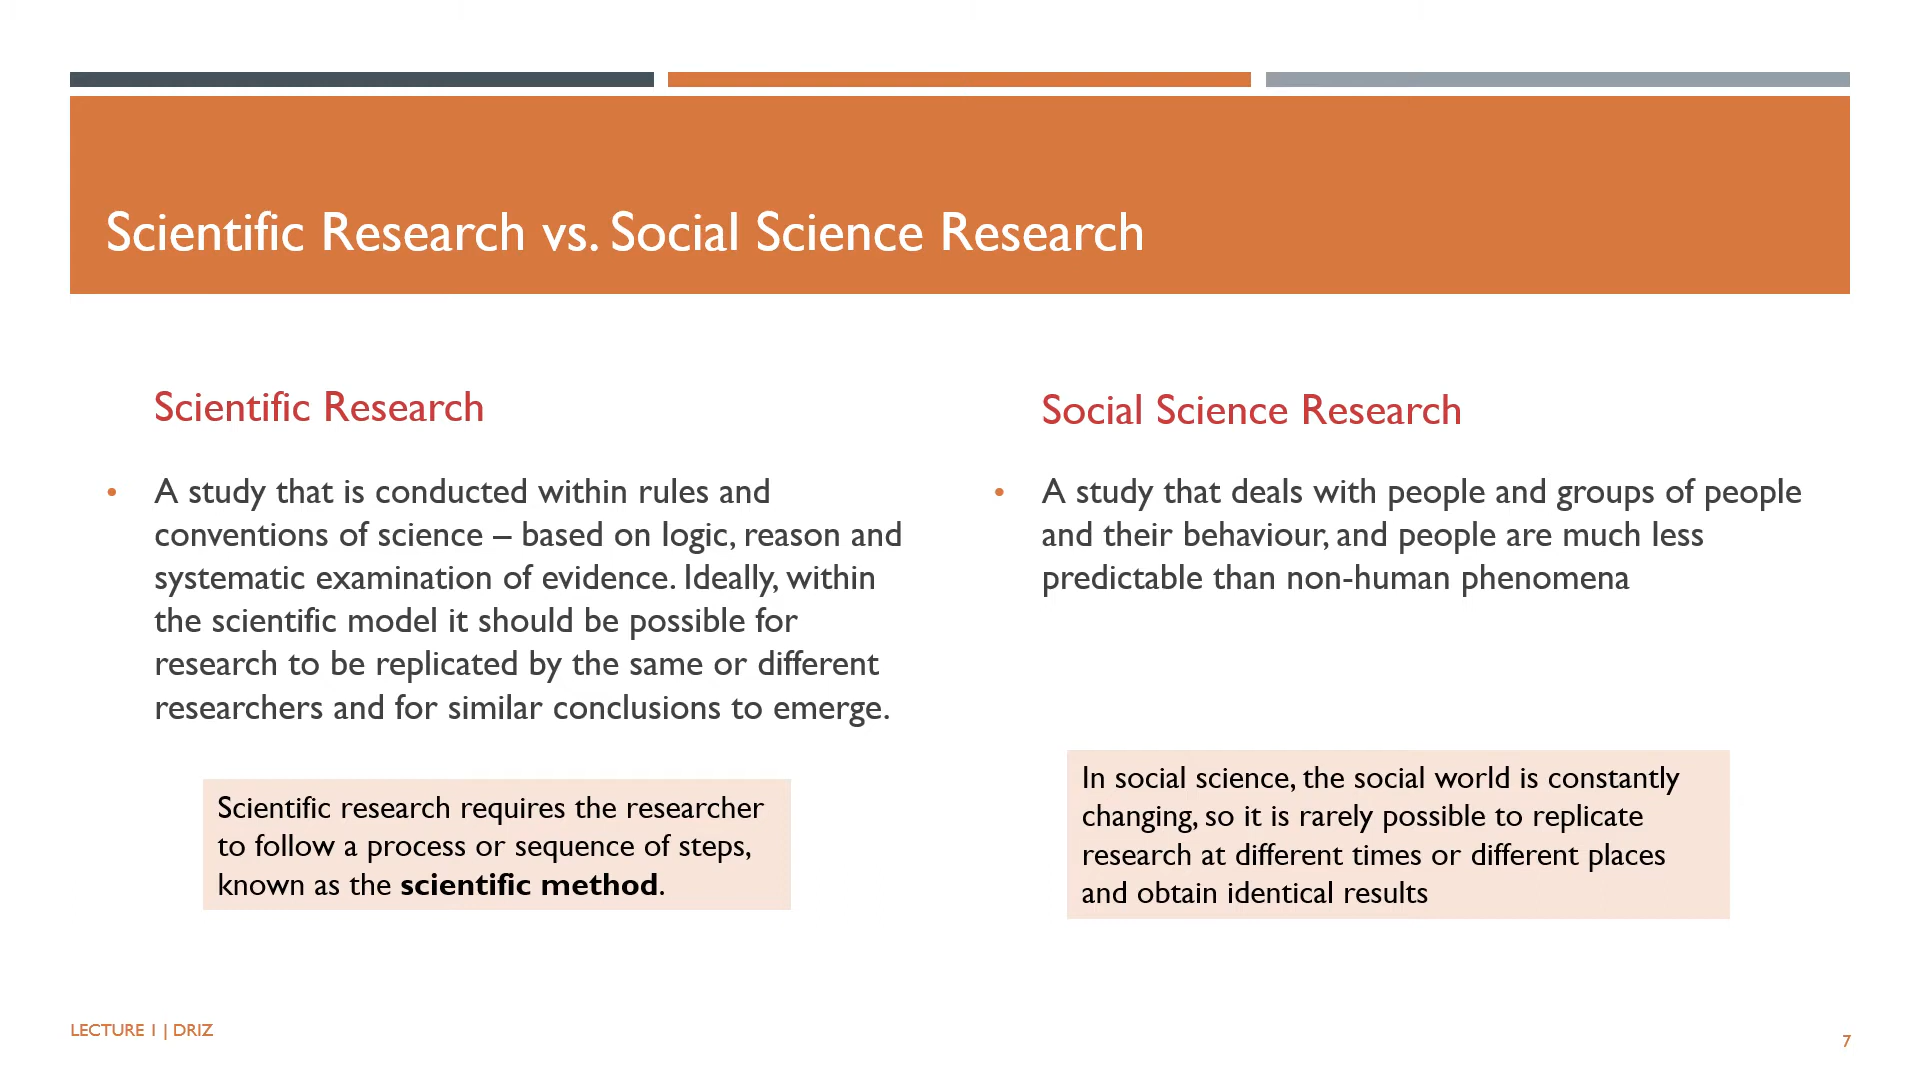 Scientific Research vs. Social Science Research
Scientific Research
• A study that is conducted within rules and
conventions of science – based on logic, reason and
systematic examination of evidence. Ideally, within
the scientific model it should be possible for
research to be replicated by the same or different
researchers and for similar conclusions to emerge.
Scientific research requires the researcher
to follow a process or sequence of steps,
known as the scientific method.
Social Science Research
• A study that deals with people and groups of people
and their behaviour, and people are much less
predictable than non-human phenomena
In social science, the social world is constantly
changing, so it is rarely possible to replicate
research at different times or different places
and obtain identical results
LECTURE 1 | DRIZ
7